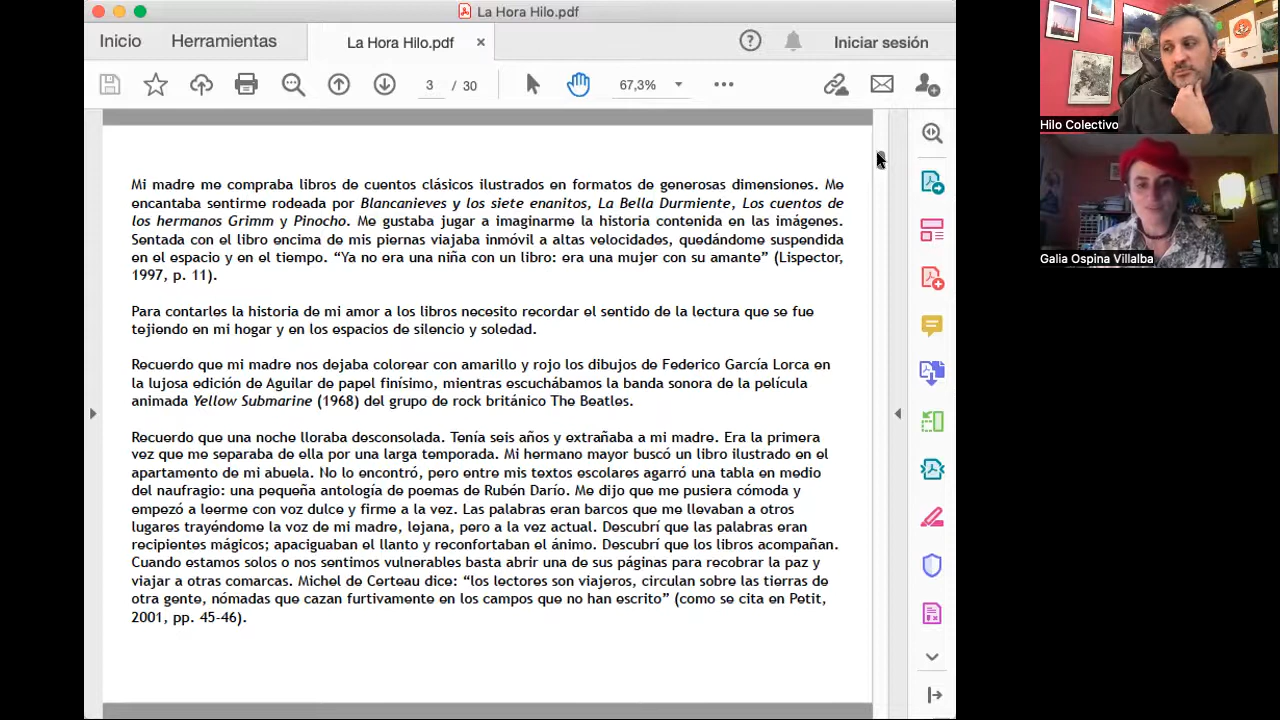 La Hora Hilo.pdf
Inicio
Herramientas
La Hora Hilo.pdf
Iniciar sesión
3 / 30
67,3%
Mi madre me compraba libros de cuentos clásicos ilustrados en formatos de generosas dimensiones. Me
encantaba sentirme rodeada por Blancanieves y los siete enanitos, La Bella Durmiente, Los cuentos de
los hermanos Grimm y Pinocho. Me gustaba jugar a imaginarme la historia contenida en las imágenes.
Sentada con el libro encima de mis piernas viajaba inmóvil a altas velocidades, quedándome suspendida
en el espacio y en el tiempo. “Ya no era una niña con un libro: era una mujer con su amante” (Lispector,
1997, p. 11).
Para contarles la historia de mi amor a los libros necesito recordar el sentido de la lectura que se fue
tejiendo en mi hogar y en los espacios de silencio y soledad.
Recuerdo que mi madre nos dejaba colorear con amarillo y rojo los dibujos de Federico García Lorca en
la lujosa edición de Aguilar de papel finísimo, mientras escuchábamos la banda sonora de la película
animada Yellow Submarine (1968) del grupo de rock británico The Beatles.
Recuerdo que una noche lloraba desconsolada. Tenía seis años y extrañaba a mi madre. Era la primera
vez que me separaba de ella por una larga temporada. Mi hermano mayor buscó un libro ilustrado en el
apartamento de mi abuela. No lo encontró, pero entre mis textos escolares agarró una tabla en medio
del naufragio: una pequeña antología de poemas de Rubén Darío. Me dijo que me pusiera cómoda y
empezó a leerme con voz dulce y firme a la vez. Las palabras eran barcos que me llevaban a otros
lugares trayéndome la voz de mi madre, lejana, pero a la vez actual. Descubrí que las palabras eran
recipientes mágicos; apaciguaban el llanto y reconfortaban el ánimo. Descubrí que los libros acompañan.
Cuando estamos solos o nos sentimos vulnerables basta abrir una de sus páginas para recobrar la paz y
viajar a otras comarcas. Michel de Certeau dice: “los lectores son viajeros, circulan sobre las tierras de
otra gente, nómadas que cazan furtivamente en los campos que no han escrito” (como se cita en Petit,
2001, pp. 45-46).
Hilo Colectivo
Galia Ospina Villalba